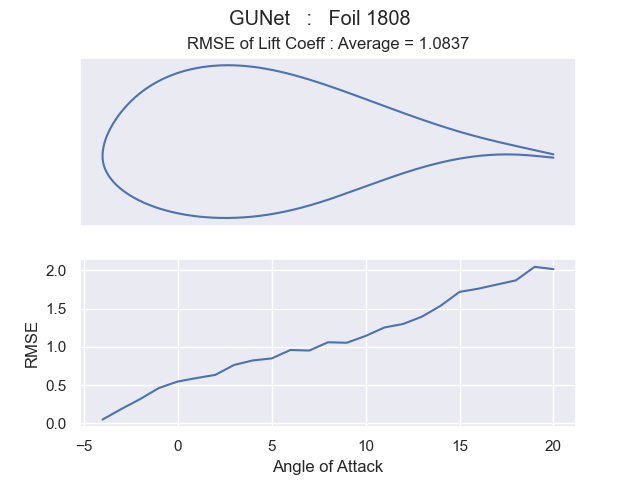 GUNet   :   Foil 1808
RMSE of Lift Coeff : Average = 1.0837
2.0
1.5
1.0
0.5
0.0
RMSE
−5 0 5 10 15 20
Angle of Attack